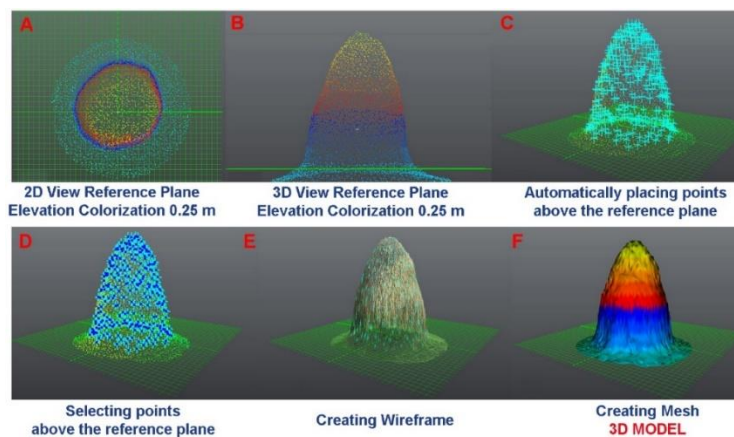 A
B
C
2D View Reference Plane
Elevation Colorization 0.25 m
3D View Reference Plane
Elevation Colorization 0.25 m
Automatically placing points
above the reference plane
D
E
F
Selecting points
above the reference plane
Creating Wireframe
Creating Mesh
3D MODEL